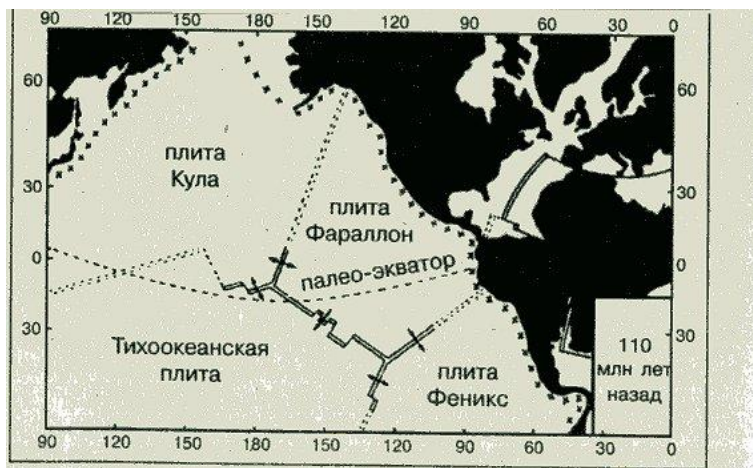 90 120 150 180 150 120 90 60 30 0
60 60
30 30
0 0
30 30
плита
Кула
плита
Фараллон
палео-экватор
Тихоокеанская
плита
плита
Феникс
110
млн лет
назад
90 120 150 180 150 120 90 60 30 0